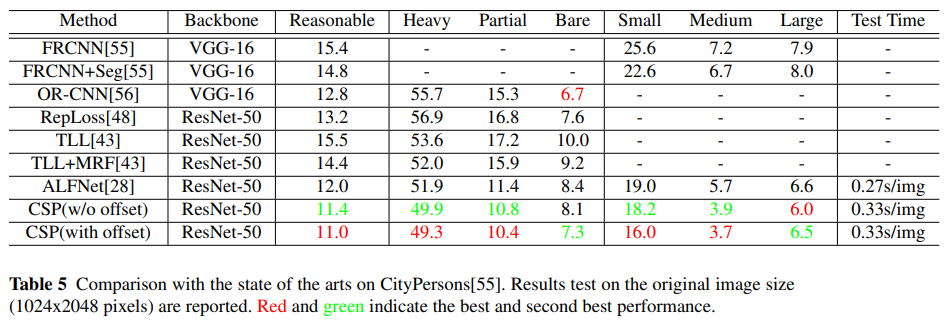 Method Backbone Reasonable Heavy Partial Bare Small Medium Large Test Time
FRCNN[55] VGG-16 15.4 - - - 25.6 7.2 7.9 -
FRCNN+Seg[55] VGG-16 14.8 - - - 22.6 6.7 8.0 -
OR-CNN[56] VGG-16 12.8 55.7 15.3 6.7 - - - -
RepLoss[48] ResNet-50 13.2 56.9 16.8 7.6 - - - -
TLL[43] ResNet-50 15.5 53.6 17.2 10.0 - - - -
TLL+MRF[43] ResNet-50 14.4 52.0 15.9 9.2 - - - -
ALFNet[28] ResNet-50 12.0 51.9 11.4 8.4 19.0 5.7 6.6 0.27s/img
CSP(w/o offset) ResNet-50 11.4 49.9 10.8 8.1 18.2 3.9 6.0 0.33s/img
CSP(with offset) ResNet-50 11.0 49.3 10.4 7.3 16.0 3.7 6.5 0.33s/img
Table 5 Comparison with the state of the arts on CityPersons[55]. Results test on the original image size
(1024x2048 pixels) are reported. Red and green indicate the best and second best performance.